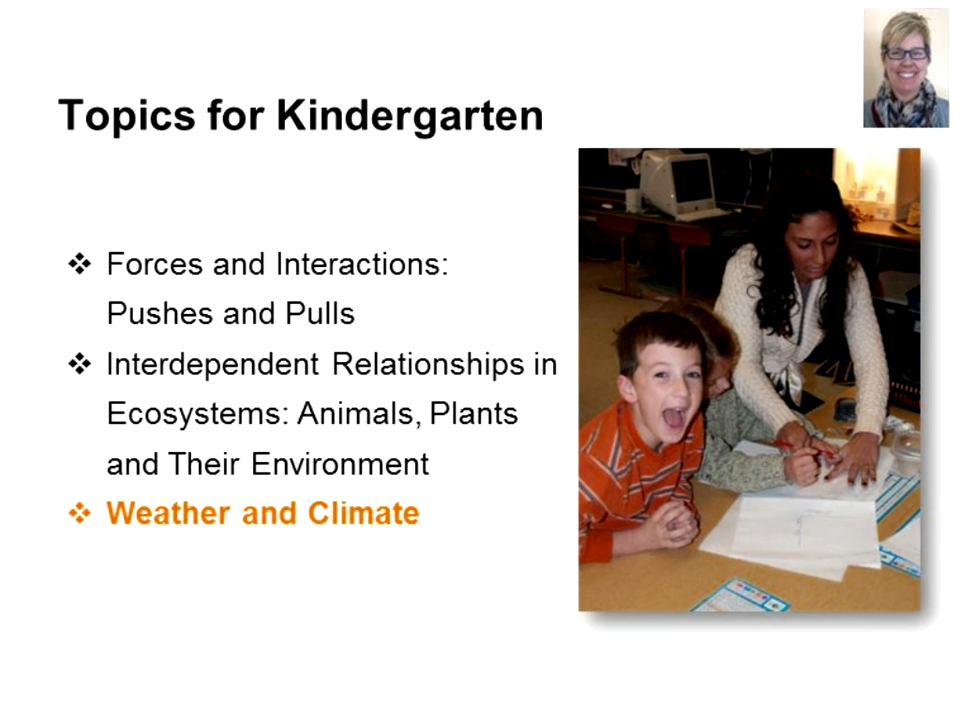 Topics for Kindergarten
❖ Forces and Interactions:
Pushes and Pulls
❖ Interdependent Relationships in
Ecosystems: Animals, Plants
and Their Environment
❖ Weather and Climate